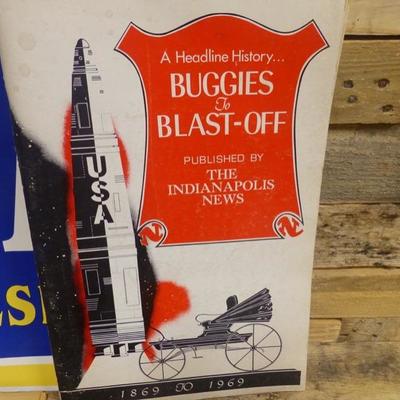 A Headline History...
BUGGIES
To
BLAST-OFF
PUBLISHED BY
THE
INDIANAPOLIS
NEWS
USA
1869 TO 1969